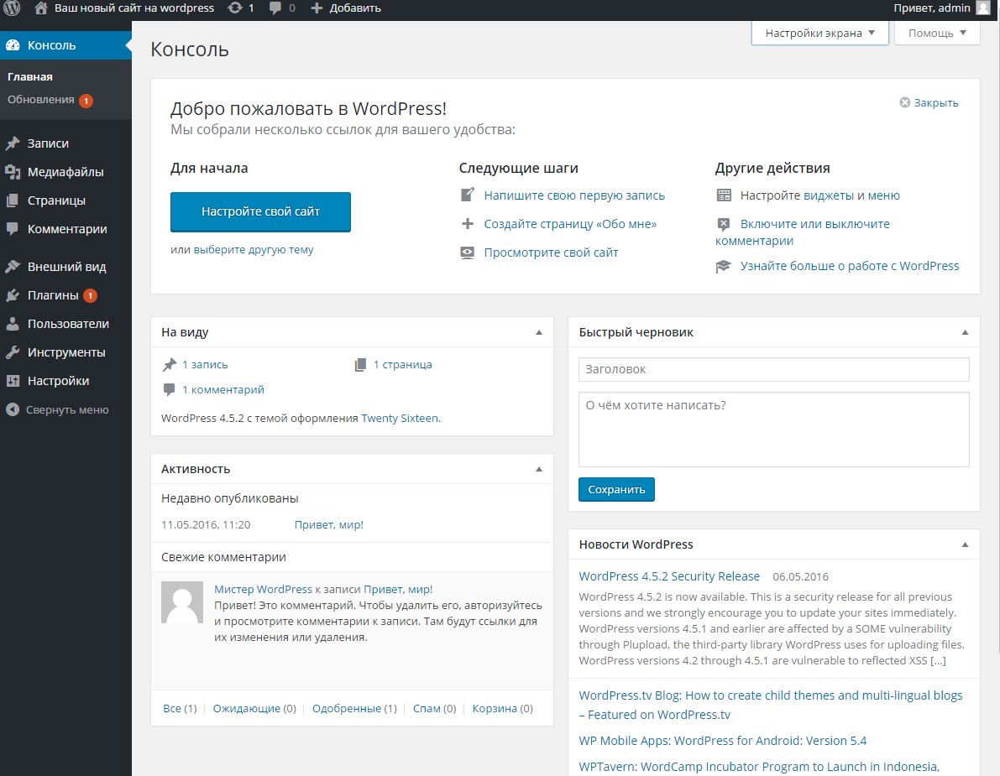 Ваш новый сайт на wordpress 1 0 Добавить
Привет, admin
Консоль
Главная
Обновления 1
Записи
Медиафайлы
Страницы
Комментарии
Внешний вид
Плагины 1
Пользователи
Инструменты
Настройки
Свернуть меню
Настройки экрана
Помощь
Консоль
Добро пожаловать в WordPress!
Закрыть
Мы собрали несколько ссылок для вашего удобства:
Для начала
Настройте свой сайт
или выберите другую тему
Следующие шаги
Напишите свою первую запись
Создайте страницу «Обо мне»
Просмотрите свой сайт
Другие действия
Настройте виджеты и меню
Включите или выключите
комментарии
Узнайте больше о работе с WordPress
На виду
1 запись
1 страница
1 комментарий
WordPress 4.5.2 с темой оформления Twenty Sixteen.
Активность
Недавно опубликованы
11.05.2016, 11:20 Привет, мир!
Свежие комментарии
Мистер WordPress к записи Привет, мир!
Привет! Это комментарий. Чтобы удалить его, авторизуйтесь
и просмотрите комментарии к записи. Там будут ссылки для
их изменения или удаления.
Все (1) | Ожидающие (0) | Одобренные (1) | Спам (0) | Корзина (0)
Быстрый черновик
Заголовок
О чём хотите написать?
Сохранить
Новости WordPress
WordPress 4.5.2 Security Release 06.05.2016
WordPress 4.5.2 is now available. This is a security release for all previous
versions and we strongly encourage you to update your sites immediately.
WordPress versions 4.5.1 and earlier are affected by a SOME vulnerability
through Plupload, the third-party library WordPress uses for uploading files.
WordPress versions 4.2 through 4.5.1 are vulnerable to reflected XSS […]
WordPress.tv Blog: How to create child themes and multi-lingual blogs
– Featured on WordPress.tv
WP Mobile Apps: WordPress for Android: Version 5.4
WPTavern: WordCamp Incubator Program to Launch in Indonesia,